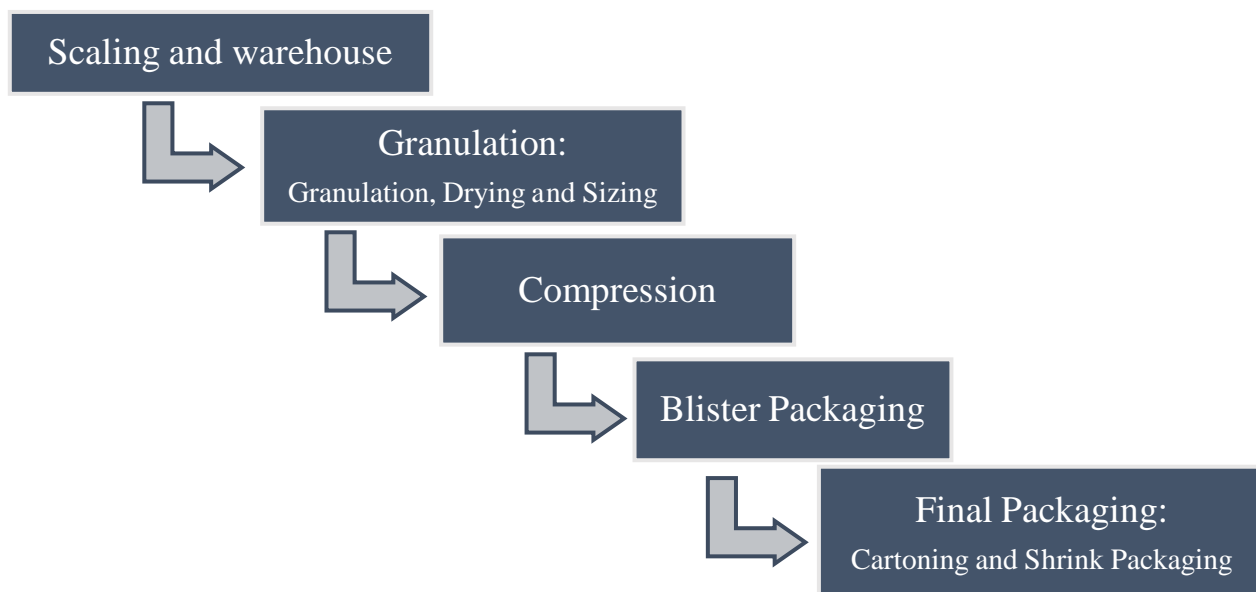 Scaling and warehouse
Granulation:
Granulation, Drying and Sizing
Compression
Blister Packaging
Final Packaging:
Cartoning and Shrink Packaging